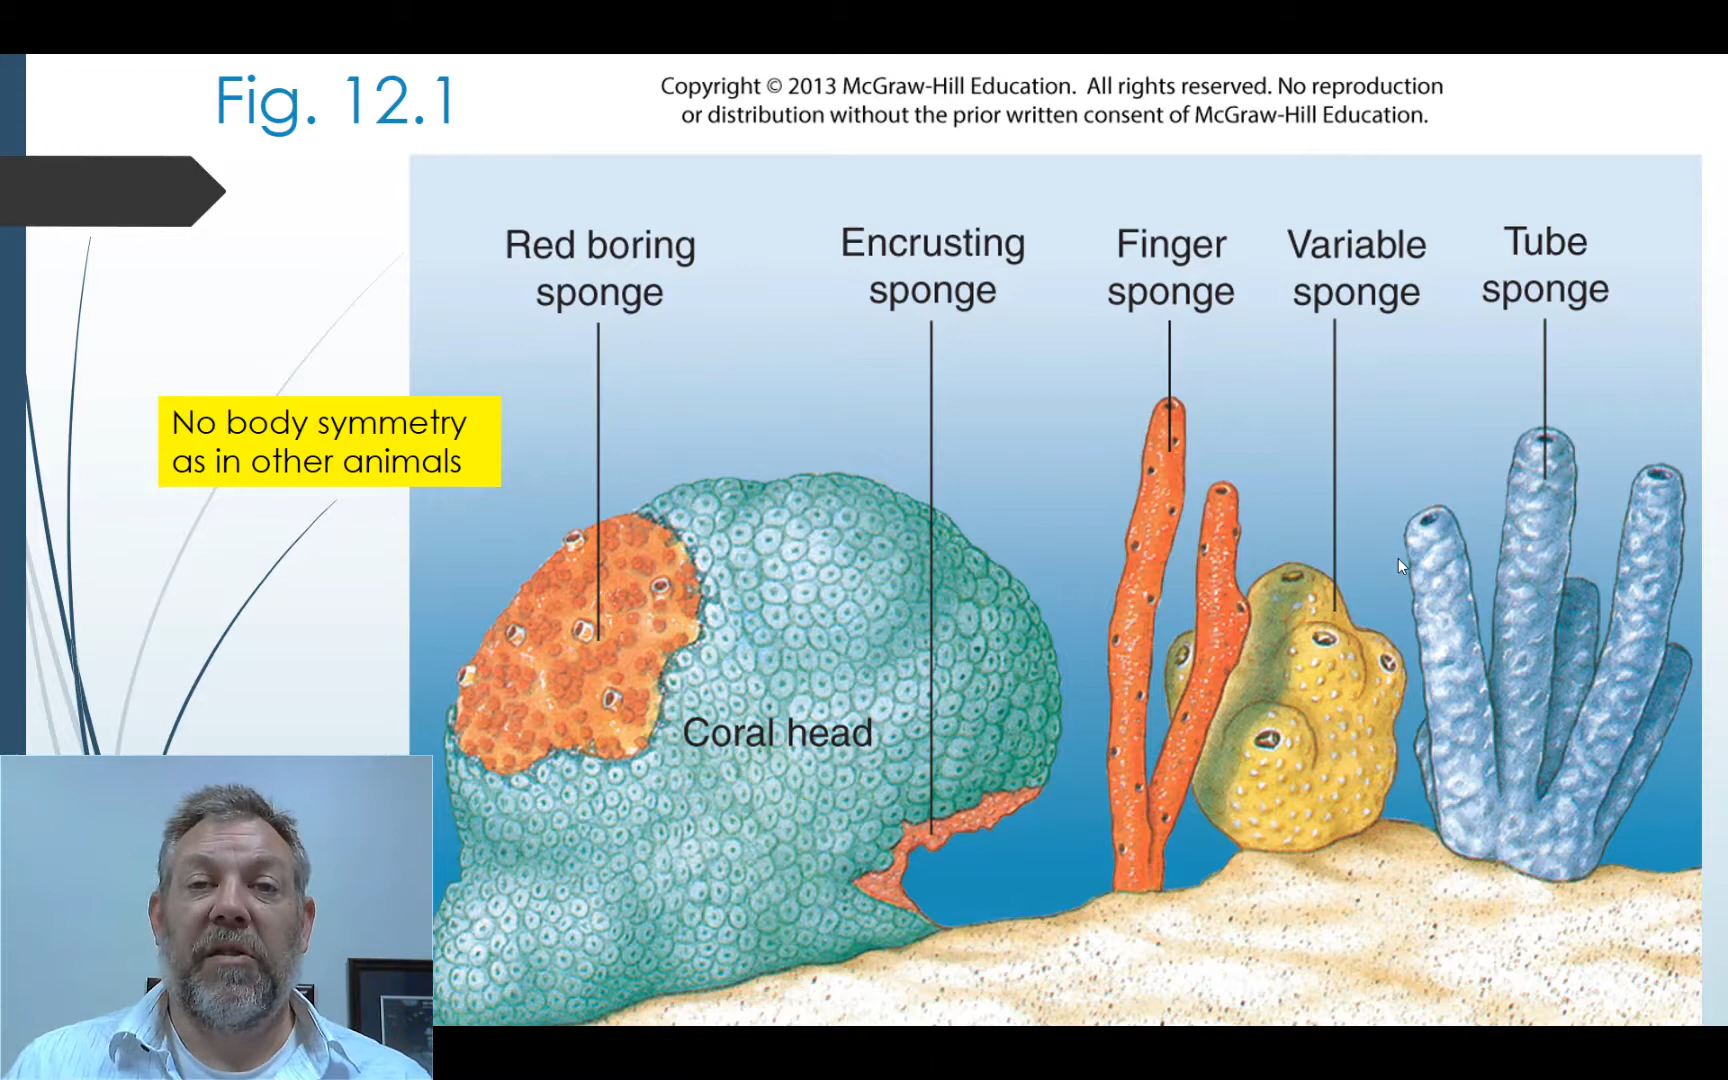 Fig. 12.1
Copyright © 2013 McGraw-Hill Education. All rights reserved. No reproduction
or distribution without the prior written consent of McGraw-Hill Education.
Red boring
sponge
Encrusting
sponge
Finger
sponge
Variable
sponge
Tube
sponge
No body symmetry
as in other animals
Coral head